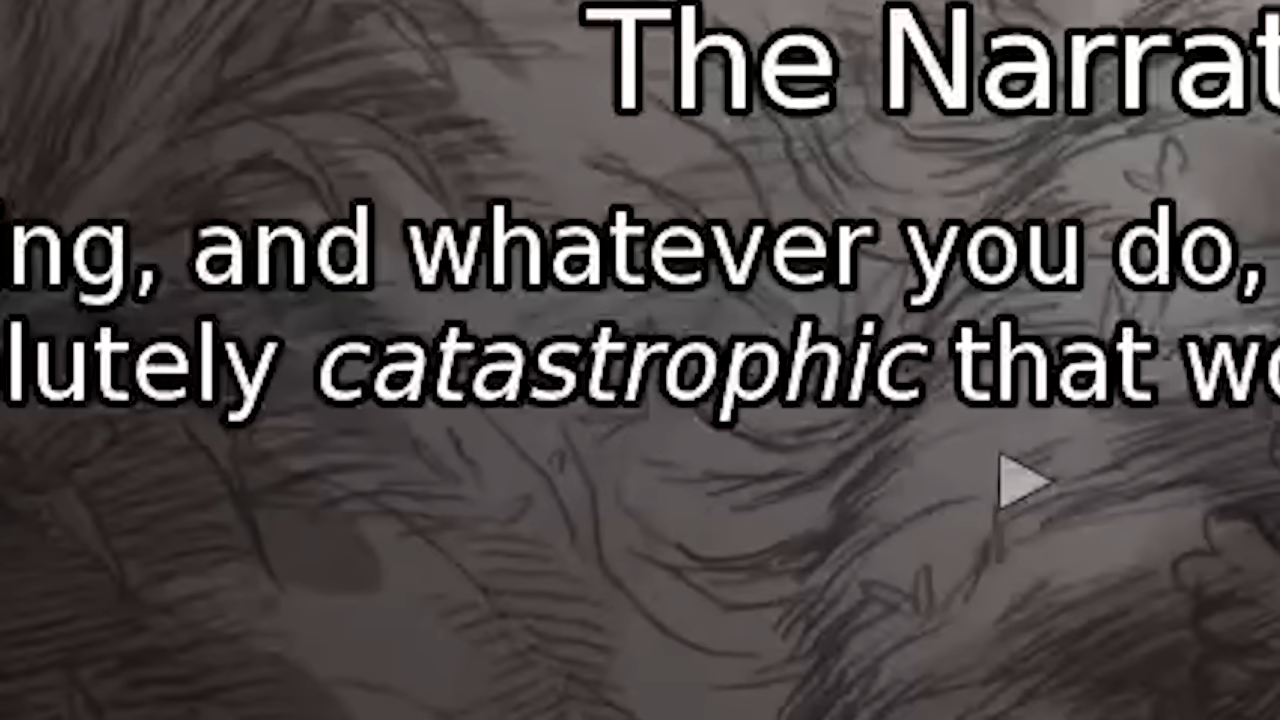 The Narrat
ng, and whatever you do,
lutely catastrophic that wo